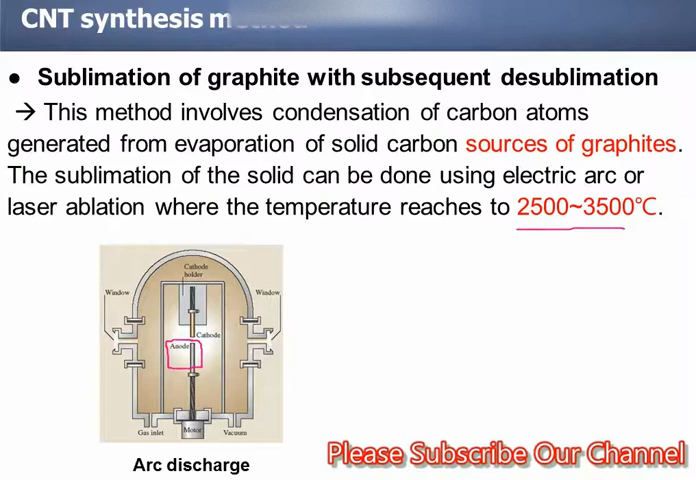 CNT synthesis
● Sublimation of graphite with subsequent desublimation
→ This method involves condensation of carbon atoms
generated from evaporation of solid carbon sources of graphites.
The sublimation of the solid can be done using electric arc or
laser ablation where the temperature reaches to 2500~3500℃.
Cathode
holder
Window
Window
Cathode
Anode
Gas inlet
Motor
Vacuum
Arc discharge
Please Subscribe Our Channel